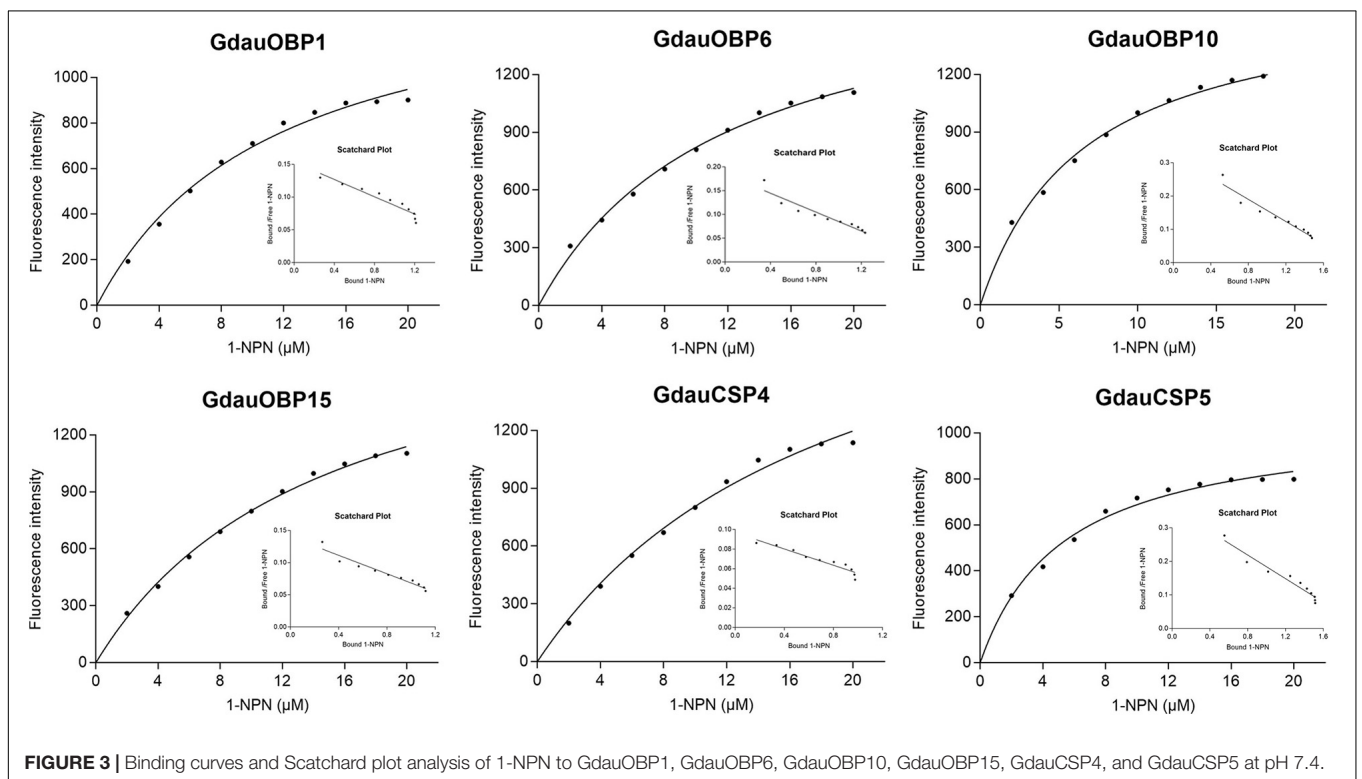 GdauOBP1
Fluorescence intensity
1000
800
600
400
200
0
0 4 8 12 16 20
1-NPN (µM)
Scatchard Plot
Bound /Free 1-NPN
0.15
0.10
0.05
0.00
0.0 0.4 0.8 1.2
Bound 1-NPN
GdauOBP6
Fluorescence intensity
1200
900
600
300
0
0 4 8 12 16 20
1-NPN (µM)
Scatchard Plot
Bound /Free 1-NPN
0.20
0.15
0.10
0.05
0.00
0.0 0.4 0.8 1.2
Bound 1-NPN
GdauOBP10
Fluorescence intensity
1200
900
600
300
0
0 5 10 15 20
1-NPN (µM)
Scatchard Plot
Bound /Free 1-NPN
0.3
0.2
0.1
0.0
0.0 0.4 0.8 1.2 1.6
Bound 1-NPN
GdauOBP15
Fluorescence intensity
1200
900
600
300
0
0 4 8 12 16 20
1-NPN (µM)
Scatchard Plot
Bound /Free 1-NPN
0.15
0.10
0.05
0.00
0.0 0.4 0.8 1.2
Bound 1-NPN
GdauCSP4
Fluorescence intensity
1200
900
600
300
0
0 4 8 12 16 20
1-NPN (µM)
Scatchard Plot
Bound /Free 1-NPN
0.10
0.08
0.06
0.04
0.02
0.00
0.0 0.4 0.8 1.2
Bound 1-NPN
GdauCSP5
Fluorescence intensity
1000
800
600
400
200
0
0 4 8 12 16 20
1-NPN (µM)
Scatchard Plot
Bound /Free 1-NPN
0.3
0.2
0.1
0.0
0.0 0.4 0.8 1.2 1.6
Bound 1-NPN
FIGURE 3 | Binding curves and Scatchard plot analysis of 1-NPN to GdauOBP1, GdauOBP6, GdauOBP10, GdauOBP15, GdauCSP4, and GdauCSP5 at pH 7.4.